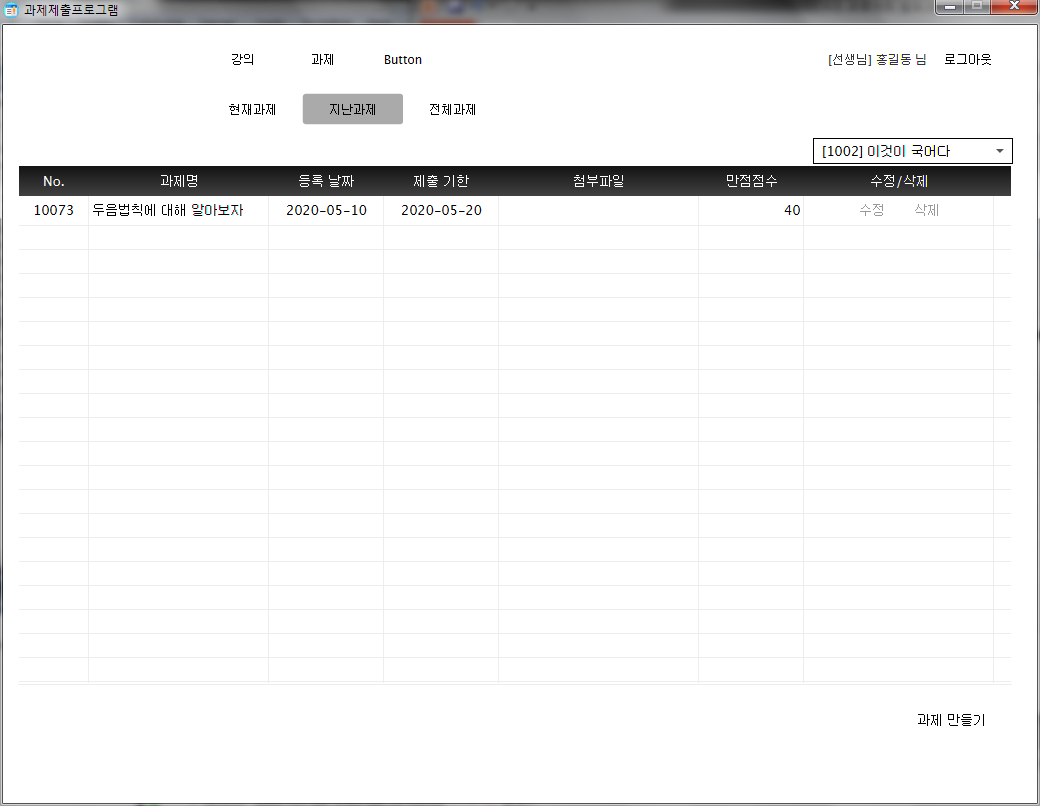 과제제출프로그램
강의 과제 Button [선생님] 홍길동 님 로그아웃
현재과제 지난과제 전체과제
[1002] 이것이 국어다
No. 과제명 등록 날짜 제출 기한 첨부파일 만점점수 수정/삭제
10073 두음법칙에 대해 알아보자 2020-05-10 2020-05-20 40 수정 삭제
과제 만들기